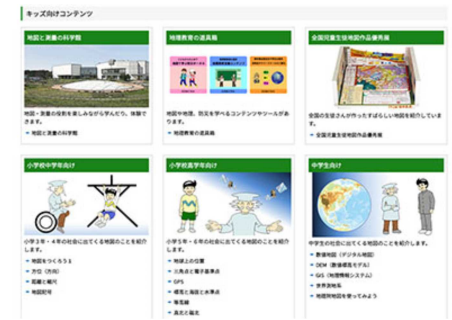 キッズ向けコンテンツ
地図と測量の科学館
地図・測量の役割を楽しみながら学んだり、体験で
きます。
地図と測量の科学館
地理教育の道具箱
地図や地理、防災を学べるコンテンツやツールがあ
ります。
地理教育の道具箱
全国児童生徒地図作品優秀展
全国の生徒さんが作ったすばらしい地図を紹介していま
す。
全国児童生徒地図作品優秀展
小学校中学年向け
小学３年・４年の社会に出てくる地図のことを紹介
します。
地図をつくろう１
方位（方向）
距離と縮尺
地図記号
小学校高学年向け
小学５年・６年の社会に出てくる地図のことを紹介
します。
地球上の位置
三角点と電子基準点
GPS
標高と海面と水準点
等高線
真北と磁北
中学生向け
中学生の社会に出てくる地図のことを紹介します。
数値地図（デジタル地図）
DEM（数値標高モデル）
GIS（地理情報システム）
世界測地系
地理院地図を使ってみよう